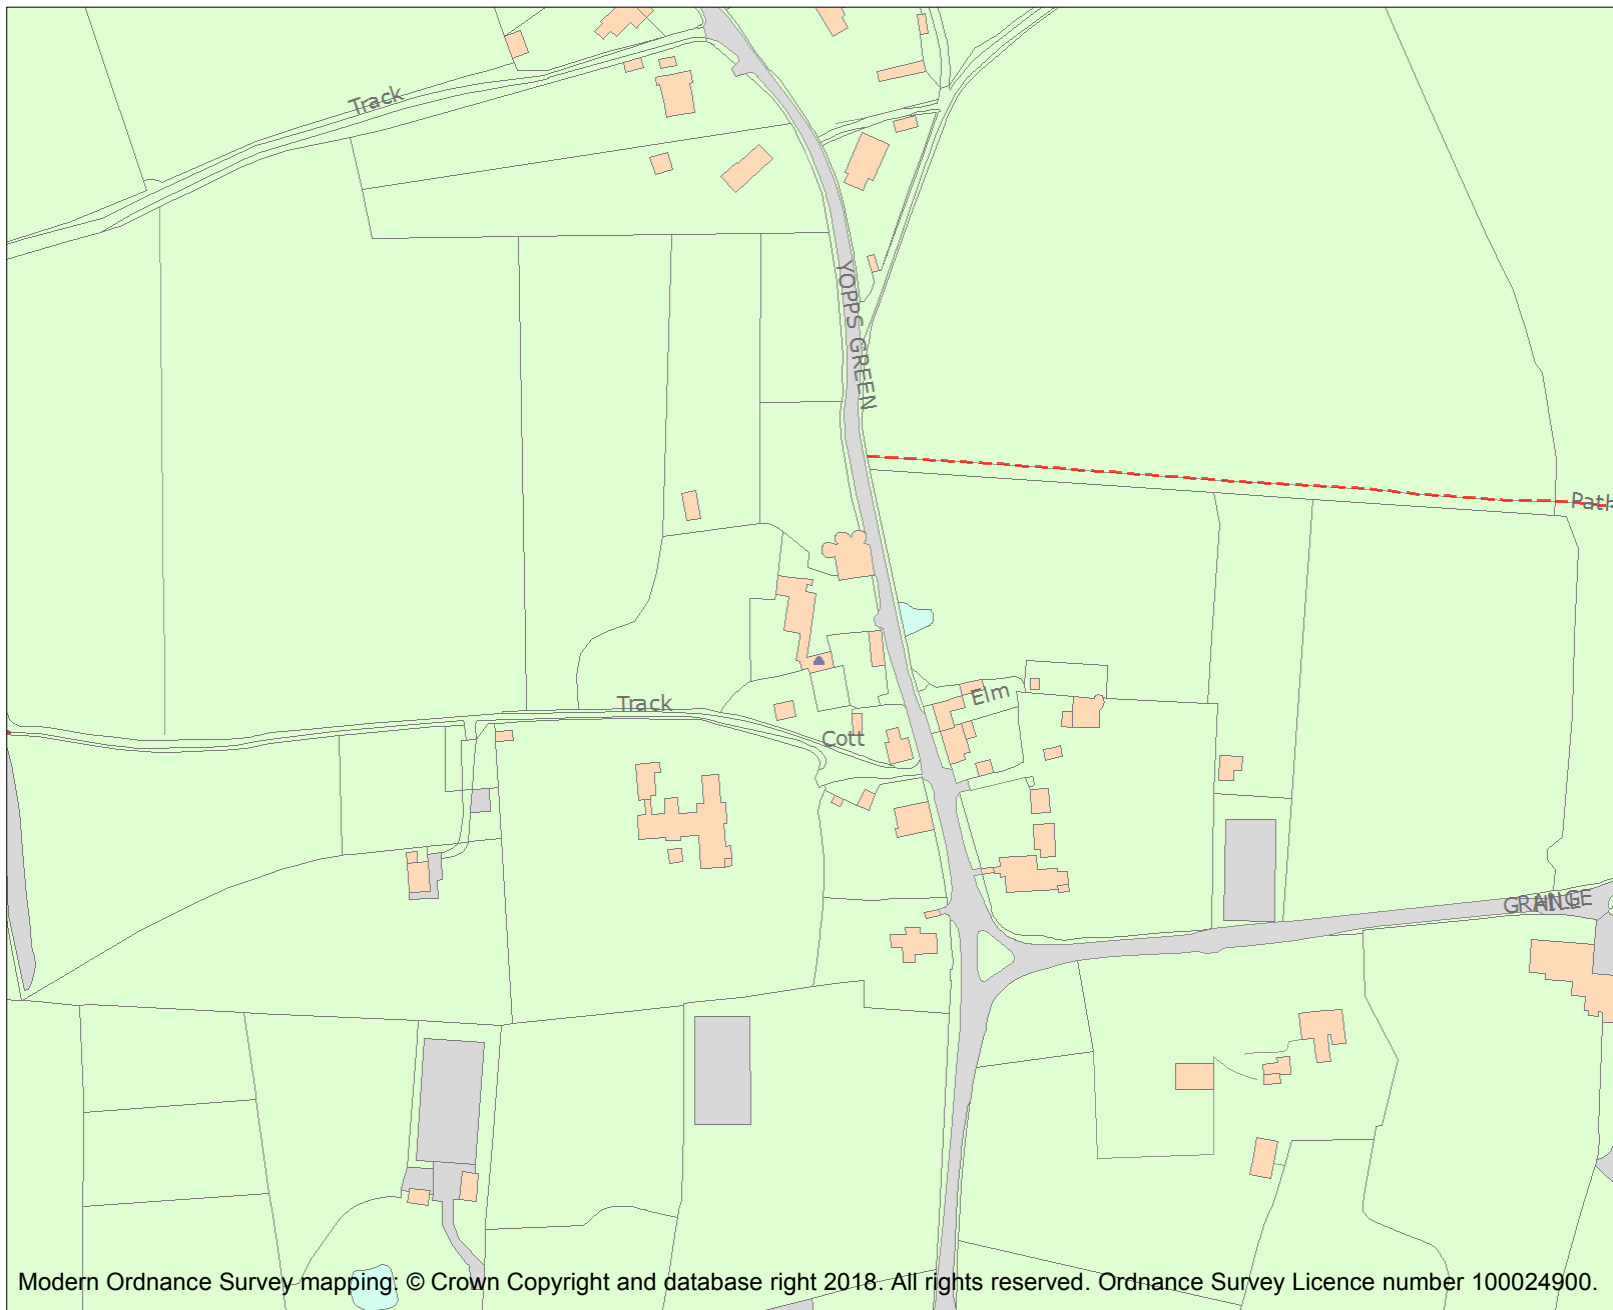 Track
YOPPS GREEN
Path
Elm
Track
Cott
GRANGE
HILL
Modern Ordnance Survey mapping: © Crown Copyright and database right 2018. All rights reserved. Ordnance Survey Licence number 100024900.